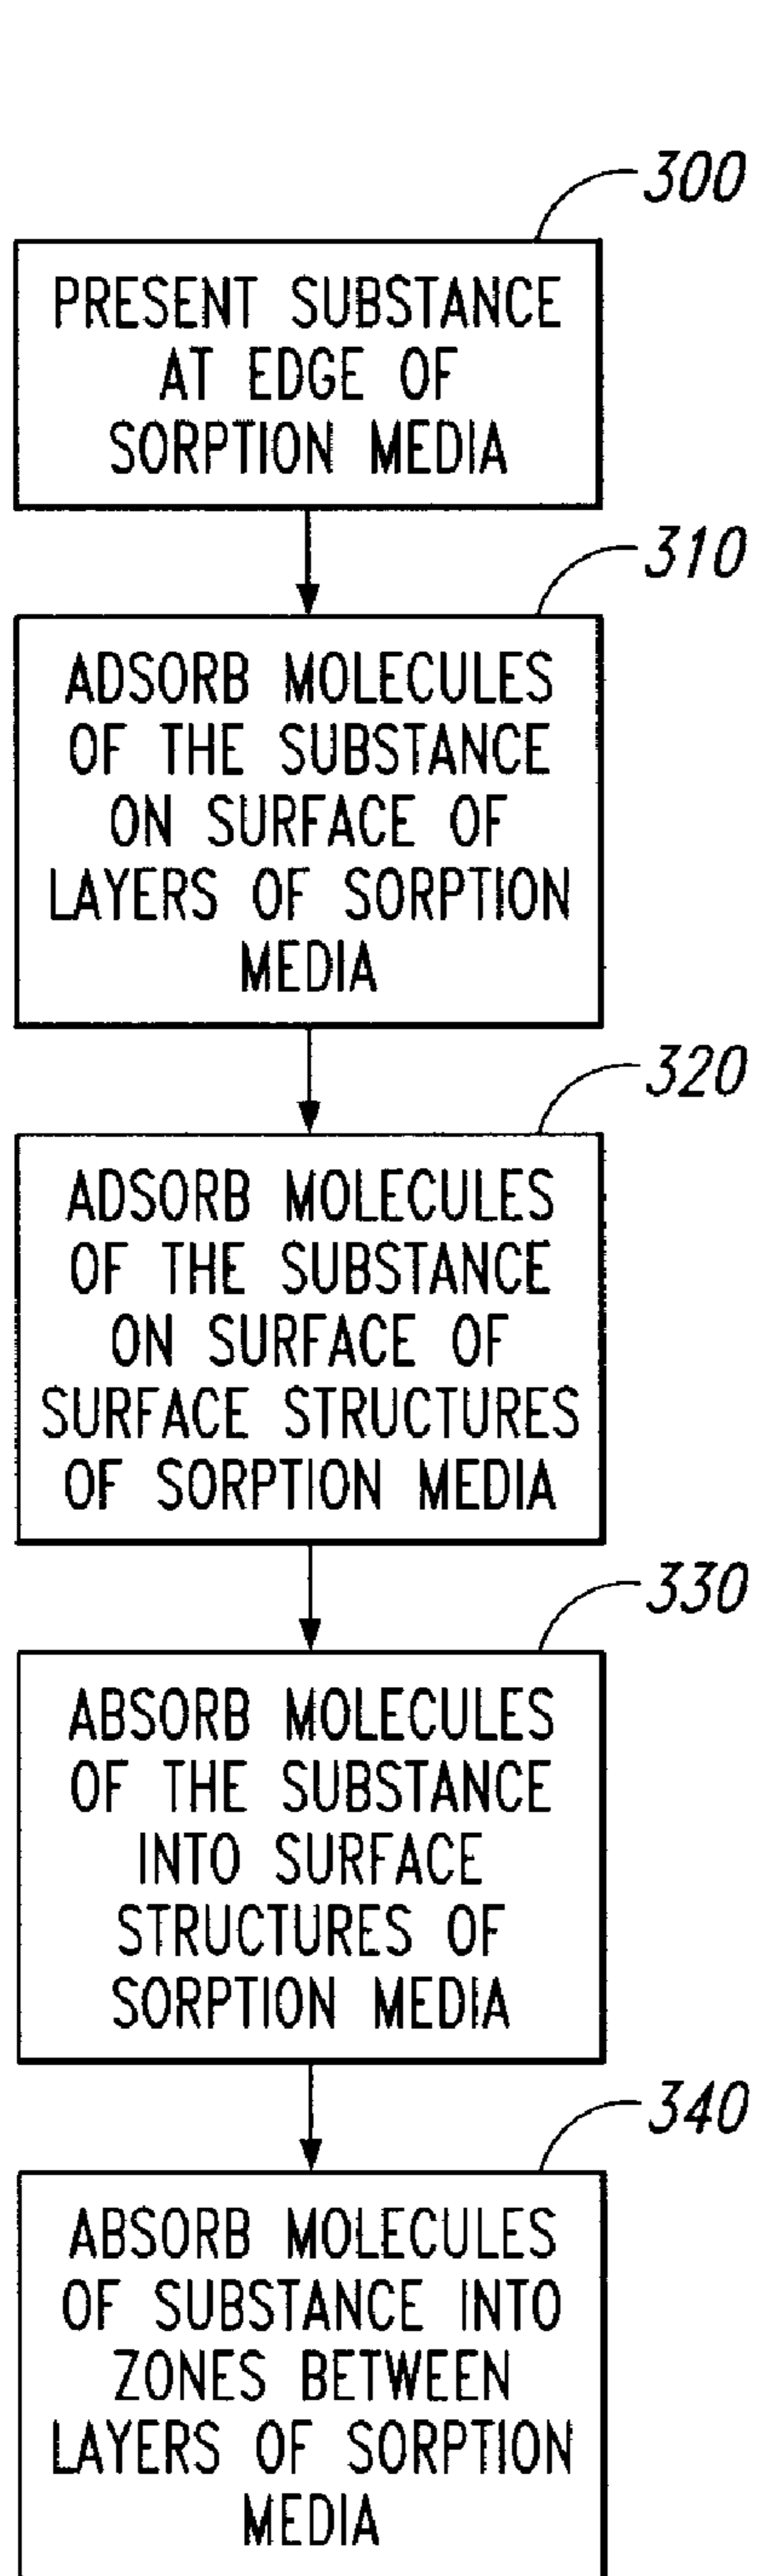 300
PRESENT SUBSTANCE
AT EDGE OF
SORPTION MEDIA
310
ADSORB MOLECULES
OF THE SUBSTANCE
ON SURFACE OF
LAYERS OF SORPTION
MEDIA
320
ADSORB MOLECULES
OF THE SUBSTANCE
ON SURFACE OF
SURFACE STRUCTURES
OF SORPTION MEDIA
330
ABSORB MOLECULES
OF THE SUBSTANCE
INTO SURFACE
STRUCTURES OF
SORPTION MEDIA
340
ABSORB MOLECULES
OF SUBSTANCE INTO
ZONES BETWEEN
LAYERS OF SORPTION
MEDIA